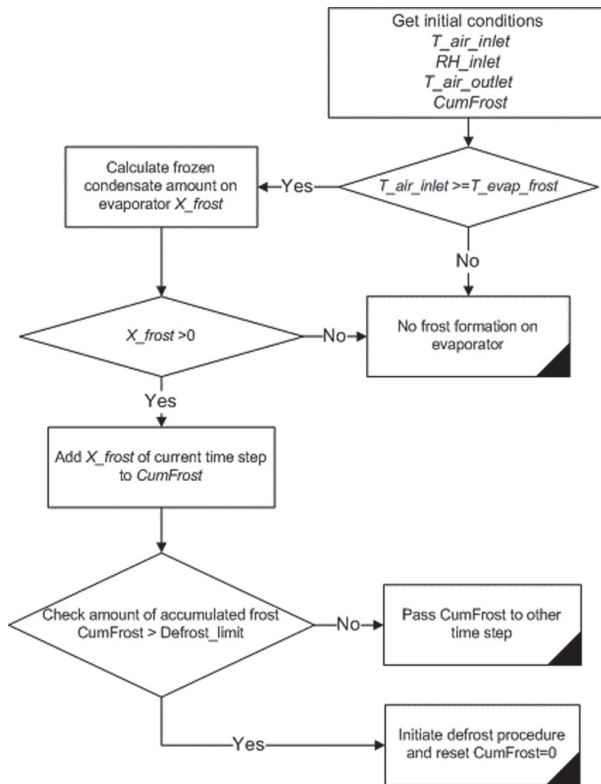 Get initial conditions
T_air_inlet
RH_inlet
T_air_outlet
CumFrost
Calculate frozen
condensate amount on
evaporator X_frost
Yes
T_air_inlet >=T_evap_frost
No
X_frost >0
No
No frost formation on
evaporator
Yes
Add X_frost of current time step
to CumFrost
Check amount of accumulated frost
CumFrost > Defrost_limit
No
Pass CumFrost to other
time step
Yes
Initiate defrost procedure
and reset CumFrost=0